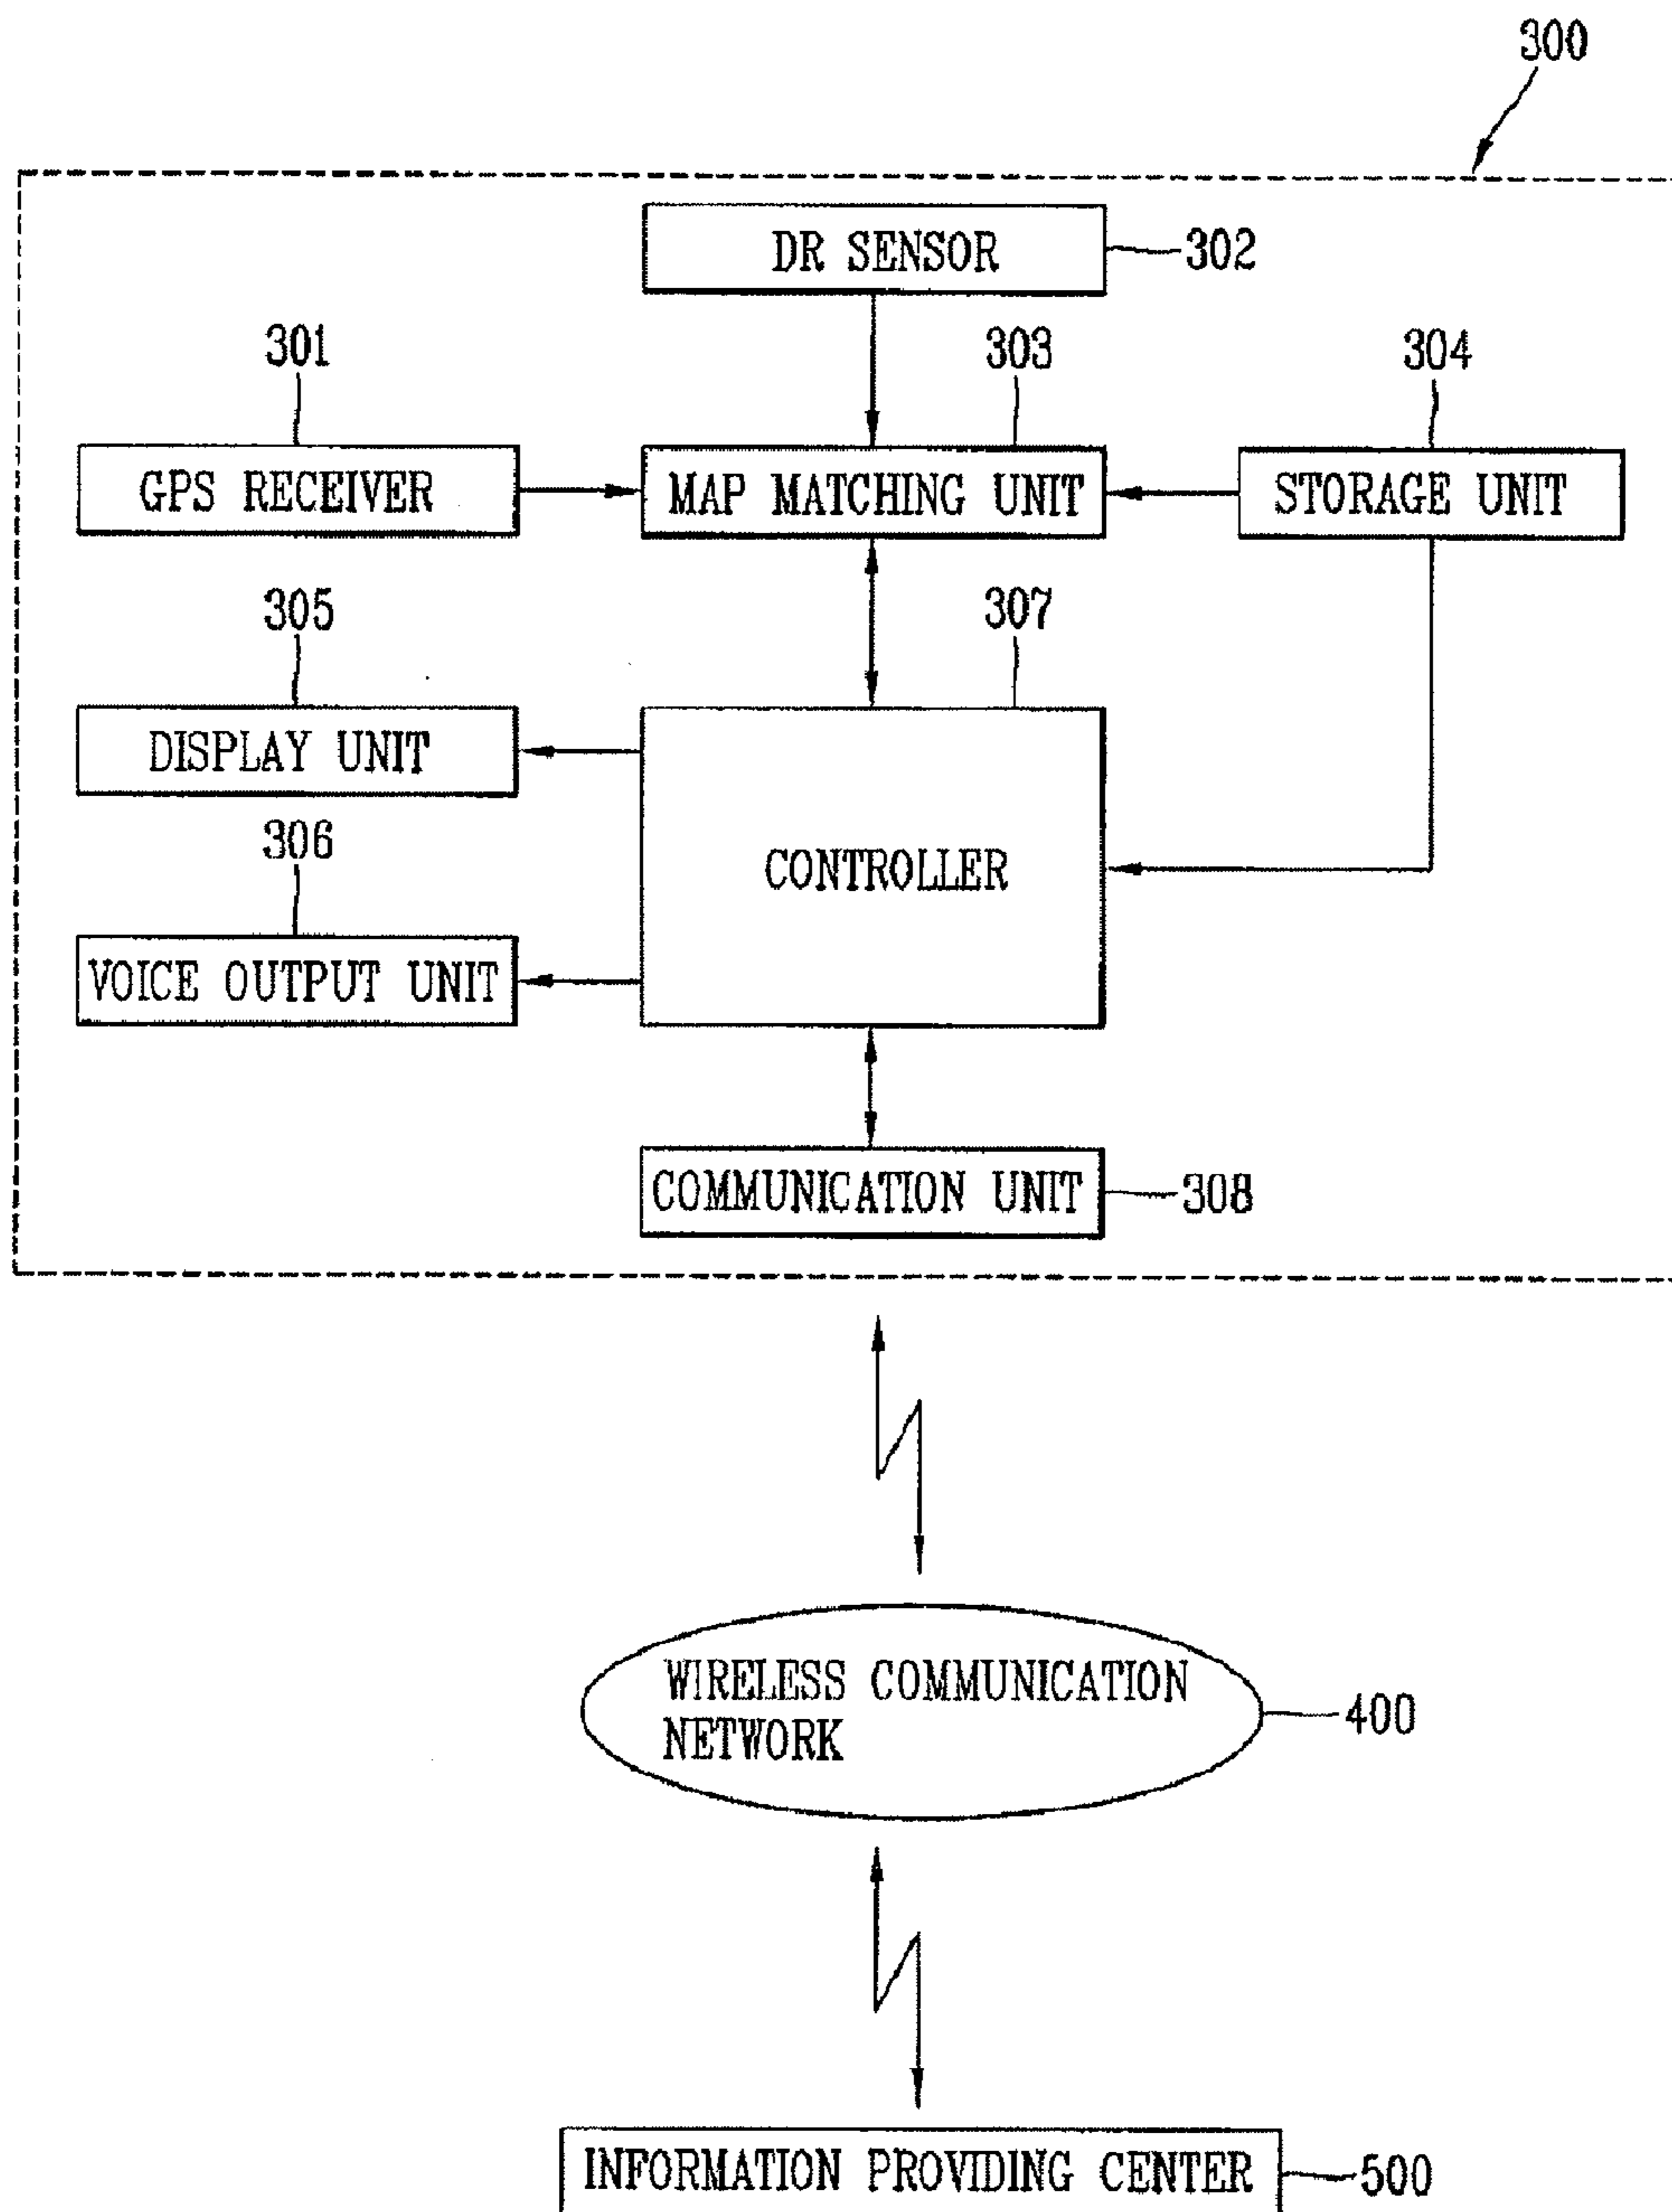 300
DR SENSOR
302
301
303
304
GPS RECEIVER
MAP MATCHING UNIT
STORAGE UNIT
305
307
DISPLAY UNIT
306
CONTROLLER
VOICE OUTPUT UNIT
COMMUNICATION UNIT
308
WIRELESS COMMUNICATION
NETWORK
400
INFORMATION PROVIDING CENTER
500